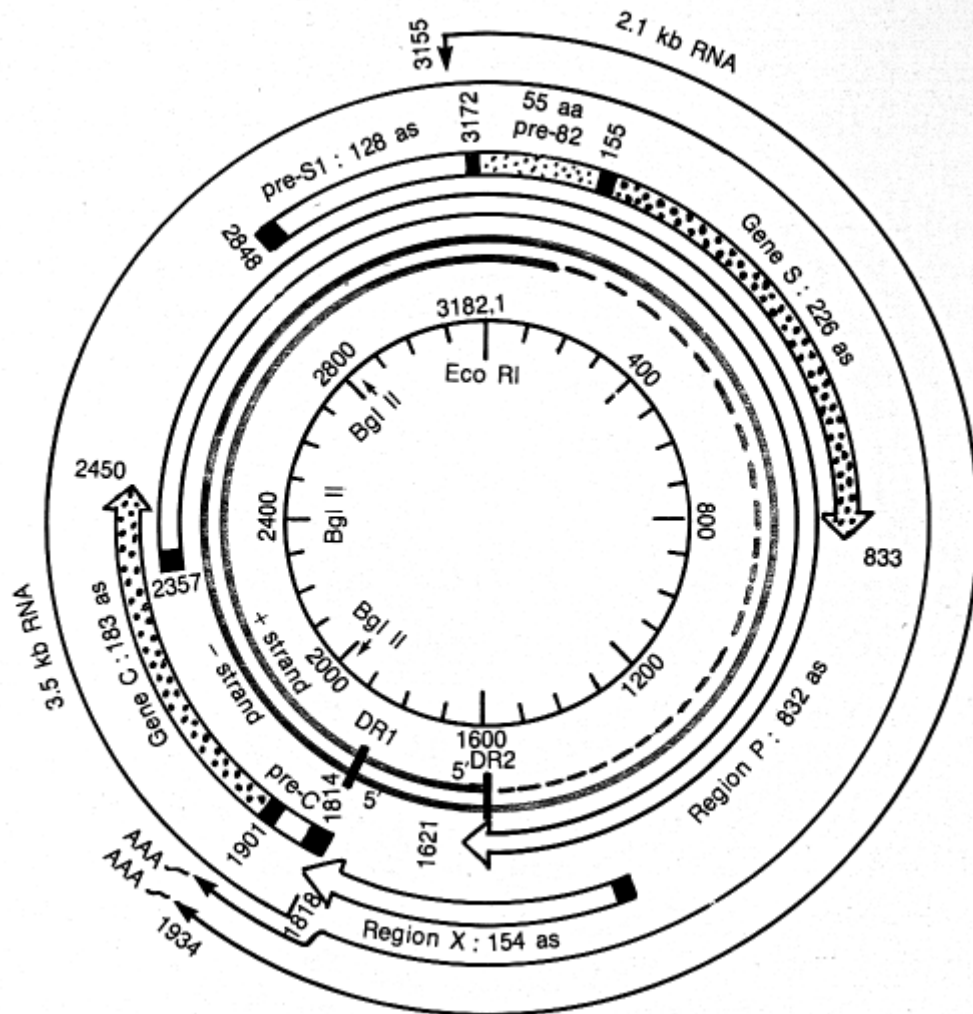 2.1 kb RNA
3155
3172
55 aa
pre-82
155
pre-S1 : 128 as
2848
Gene S : 226 as
833
3182,1
Eco RI
400
800
1200
1600
2000
2400
2800
Bgl II
Bgl II
Bgl II
+ strand
- strand
DR1
5'
5'
DR2
2450
2357
Gene C : 183 as
3.5 kb RNA
pre-C
1814
1901
1621
Region P : 832 as
Region X : 154 as
1818
AAA
AAA
1934